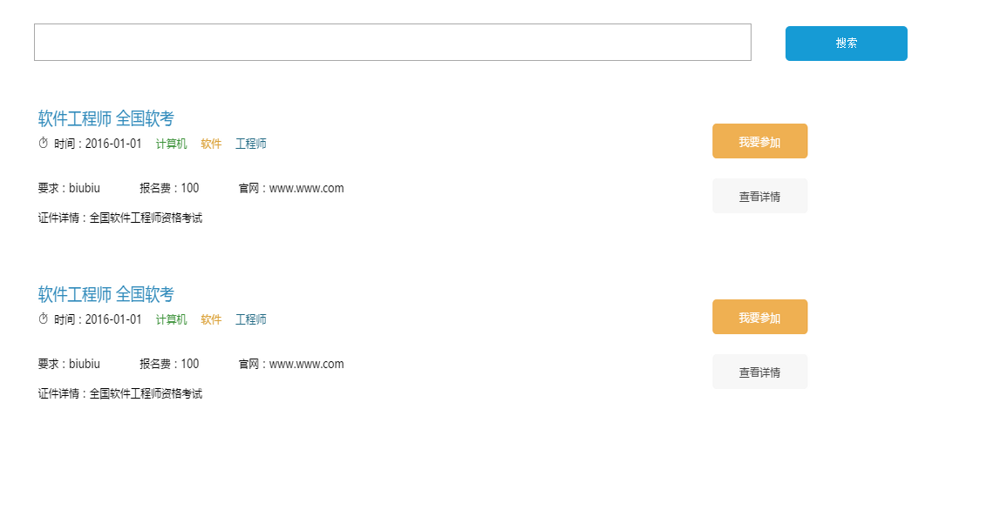 搜索
软件工程师 全国软考
时间：2016-01-01 计算机 软件 工程师
我要参加
要求：biubiu 报名费：100 官网：www.www.com
查看详情
证件详情：全国软件工程师资格考试
软件工程师 全国软考
时间：2016-01-01 计算机 软件 工程师
我要参加
要求：biubiu 报名费：100 官网：www.www.com
查看详情
证件详情：全国软件工程师资格考试